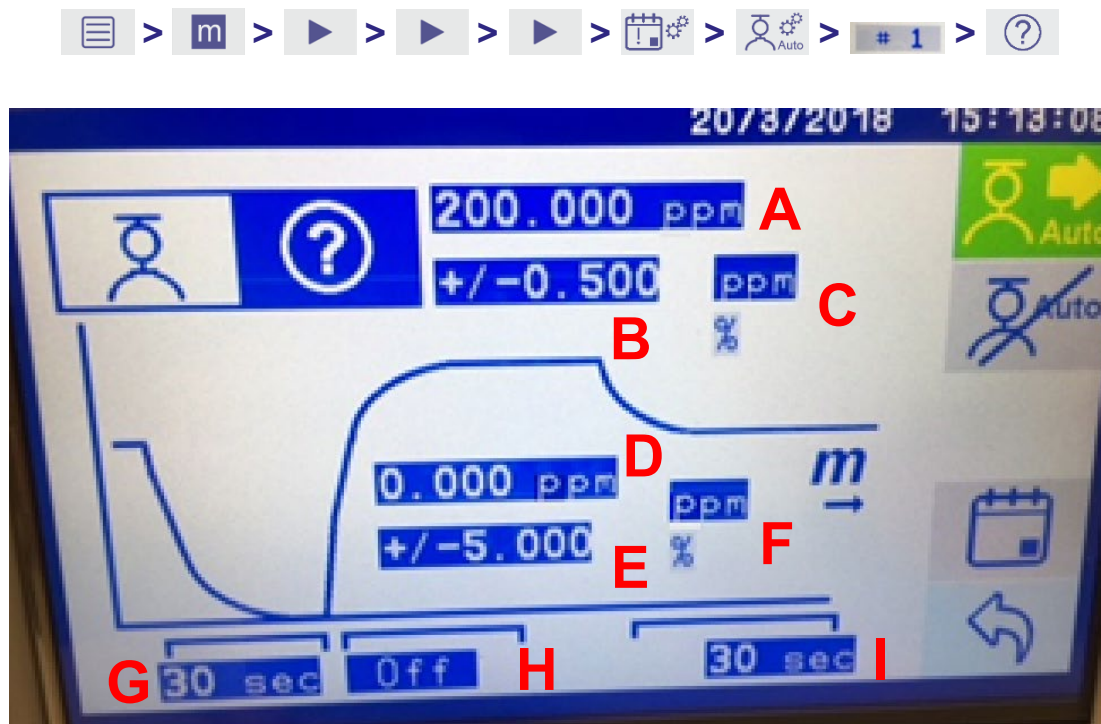 > m > > > > Auto > # 1 > ?
20/3/2018 15:13:08
? 200.000 ppm A
Auto
+/-0.500 ppm C
Auto
B %
D
m
0.000 ppm
ppm F
+/-5.000
E %
G 30 sec Off H 30 sec I